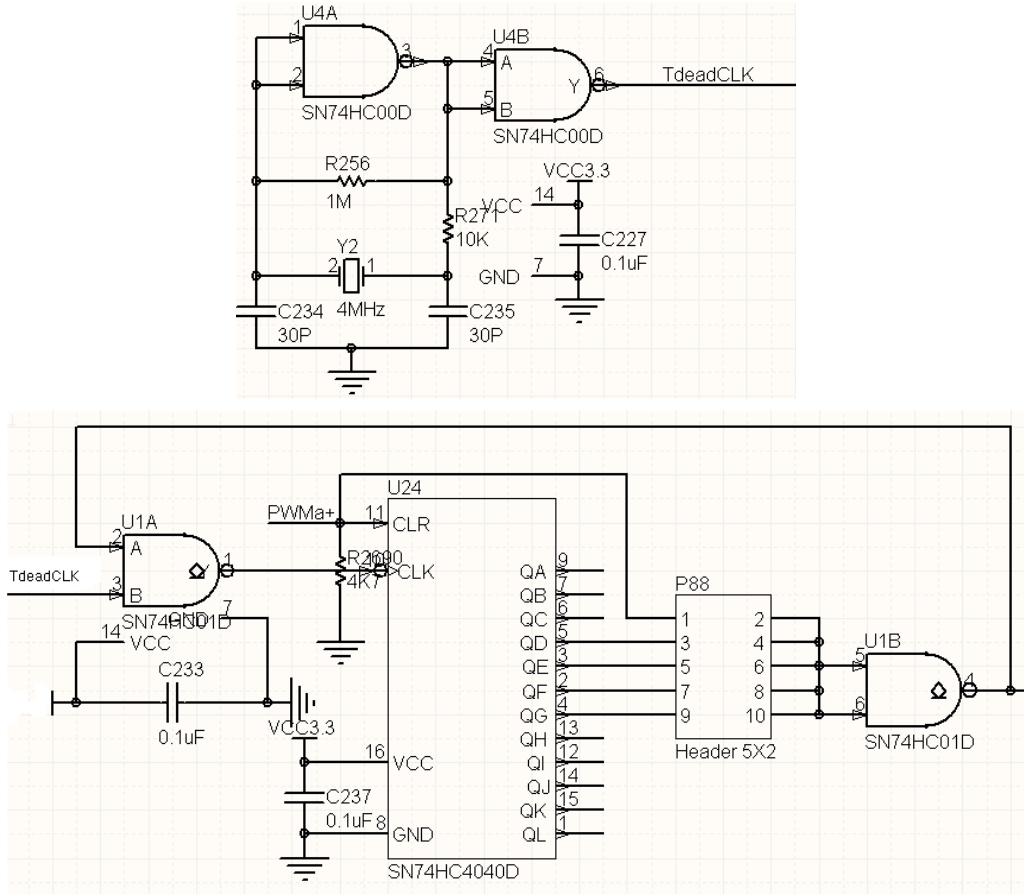 U4A
1
2
3
SN74HC00D
U4B
4
A
5
B
Y
6
SN74HC00D
TdeadCLK
R256
1M
R271
10K
VCC3.3
VCC
14
C227
0.1uF
GND
7
Y2
2
1
4MHz
C234
30P
C235
30P
U24
PWMa+
11
CLR
U1A
2
A
1
TdeadCLK
3
B
SN74HC01D
GND
7
14
VCC
C233
0.1uF
R2690
4K7
CLK
QA
9
QB
7
QC
6
QD
5
QE
3
QF
2
QG
4
QH
13
QI
12
QJ
14
QK
15
QL
1
VCC3.3
16
VCC
C237
0.1uF
8
GND
SN74HC4040D
P88
1
2
3
4
5
6
7
8
9
10
Header 5X2
U1B
5
6
4
SN74HC01D